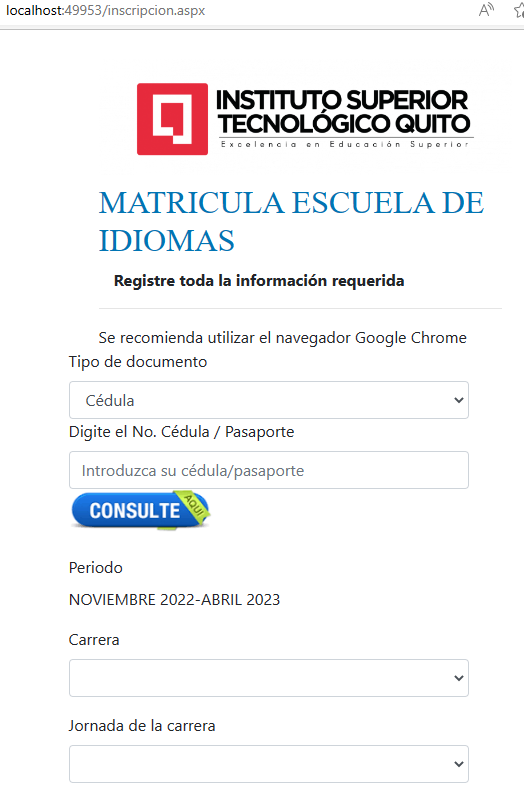 localhost:49953/inscripcion.aspx
INSTITUTO SUPERIOR
TECNOLÓGICO QUITO
Excelencia en Educación Superior
MATRICULA ESCUELA DE
IDIOMAS
Registre toda la información requerida
Se recomienda utilizar el navegador Google Chrome
Tipo de documento
Cédula
Digite el No. Cédula / Pasaporte
Introduzca su cédula/pasaporte
CONSULTE AQUI
Periodo
NOVIEMBRE 2022-ABRIL 2023
Carrera
Jornada de la carrera